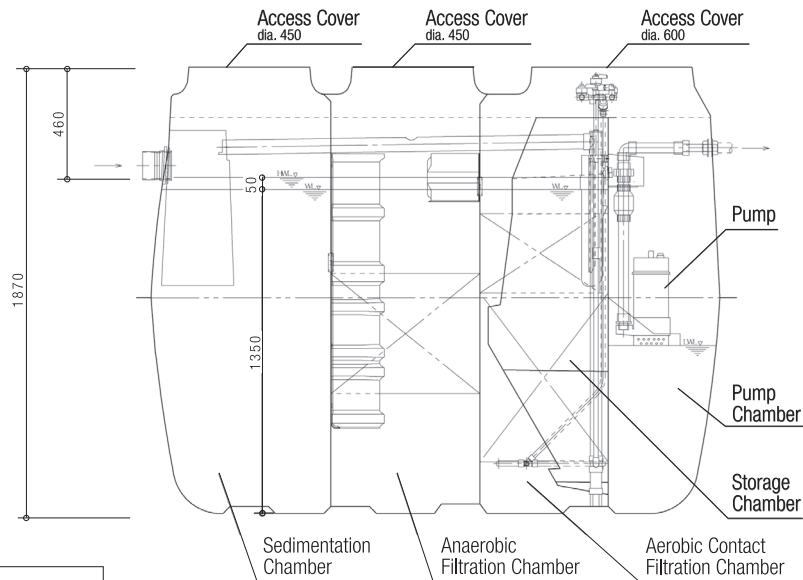 Access Cover
dia. 450
Access Cover
dia. 450
Access Cover
dia. 600
460
50
H.W.L.
W.L.
W.L.
1870
1350
L.W.L.
Pump
Pump
Chamber
Storage
Chamber
Sedimentation
Chamber
Anaerobic
Filtration Chamber
Aerobic Contact
Filtration Chamber